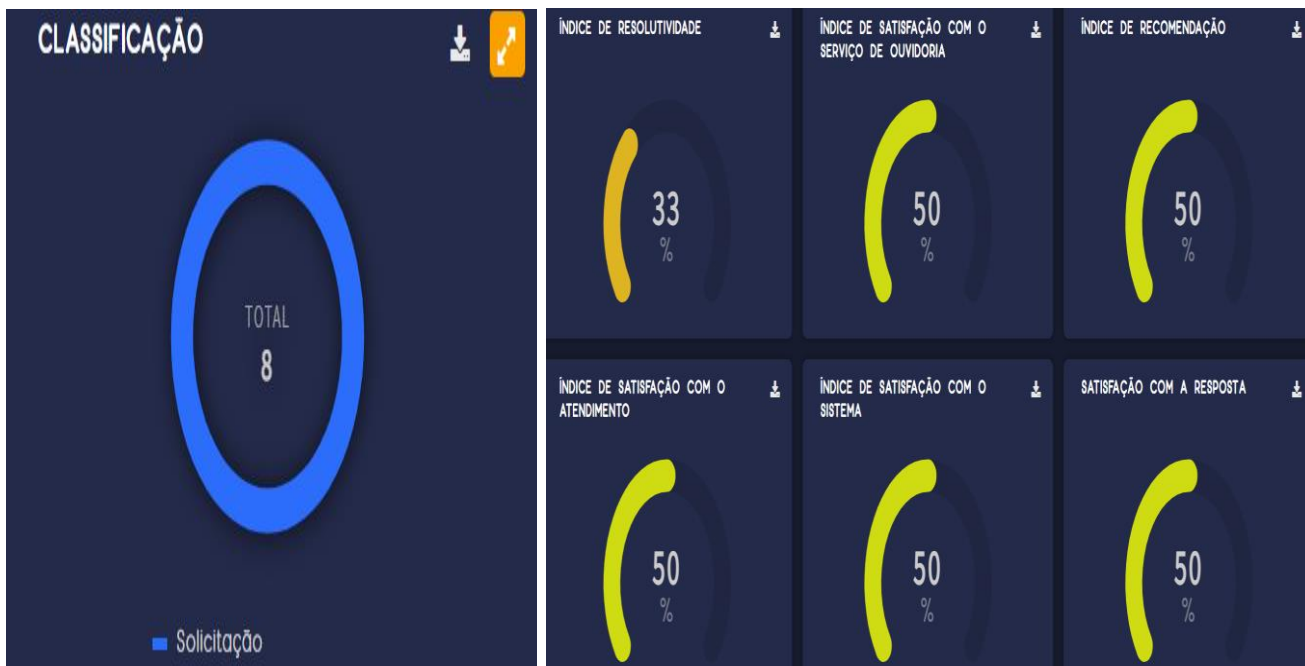 CLASSIFICAÇÃO
TOTAL
8
Solicitação
ÍNDICE DE RESOLUTIVIDADE
33
%
ÍNDICE DE SATISFAÇÃO COM O
SERVIÇO DE OUVIDORIA
50
%
ÍNDICE DE RECOMENDAÇÃO
50
%
ÍNDICE DE SATISFAÇÃO COM O
ATENDIMENTO
50
%
ÍNDICE DE SATISFAÇÃO COM O
SISTEMA
50
%
SATISFAÇÃO COM A RESPOSTA
50
%